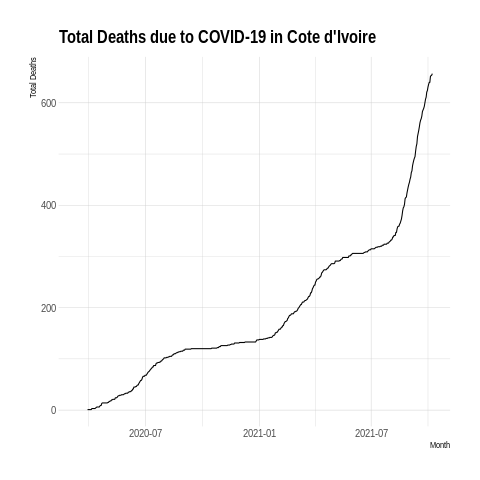 Total Deaths due to COVID-19 in Cote d'Ivoire
Total Deaths
600
400
200
0
2020-07
2021-01
2021-07
Month